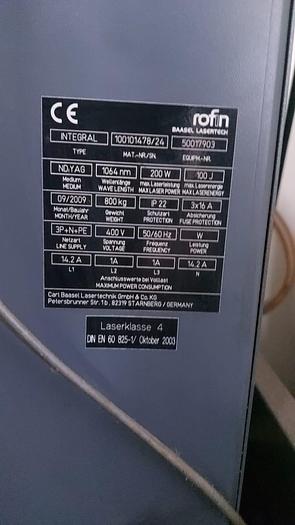 CE rofin
BAASEL LASERTECH
INTEGRAL 100101478/24 50017903
TYPE MAT.-NR/SN EQUIPM.-NR.
ND:YAG 1064 nm 200 W 100 J
Medium Wellenlänge max.Laserleistung max.Laserenergie
MEDIUM WAVE LENGTH MAX LASER POWER MAX LASERENERGY
09/2009 800 kg IP 22 3x16 A
Monat/Baujahr Gewicht Schutzart Absicherung
MONTH/YEAR WEIGHT PROTECTION FUSE PROTECTION
3P+N+PE 400 V 50/60 Hz W
Netzart Spannung Frequenz Leistung
LINE SUPPLY VOLTAGE FREQUENCY POWER
14.2 A 1A 1A 14.2 A
L1 L2 L3 N
Anschlusswerte bei Vollast
MAXIMUM POWER CONSUMPTION
Carl Baasel Lasertechnik GmbH & Co. KG
Petersbrunner Str. 1b , 82319 STARNBERG / GERMANY
Laserklasse 4
DIN EN 60 825-1/ Oktober 2003